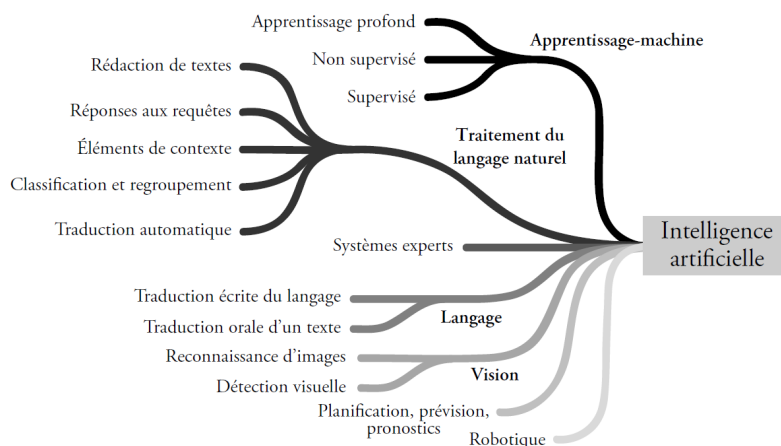 Apprentissage profond
Apprentissage-machine
Non supervisé
Supervisé
Rédaction de textes
Réponses aux requêtes
Éléments de contexte
Classification et regroupement
Traduction automatique
Traitement du
langage naturel
Intelligence
artificielle
Systèmes experts
Traduction écrite du langage
Traduction orale d'un texte
Langage
Reconnaissance d'images
Détection visuelle
Vision
Planification, prévision,
pronostics
Robotique